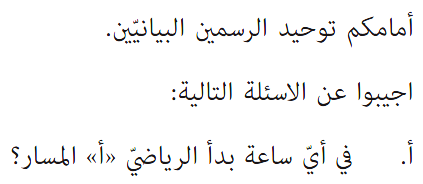 أمامكم توحيد الرسمين البيانيّين.
اجيبوا عن الاسئلة التالية:
أ. في أيّ ساعة بدأ الرياضيّ «أ» المسار؟